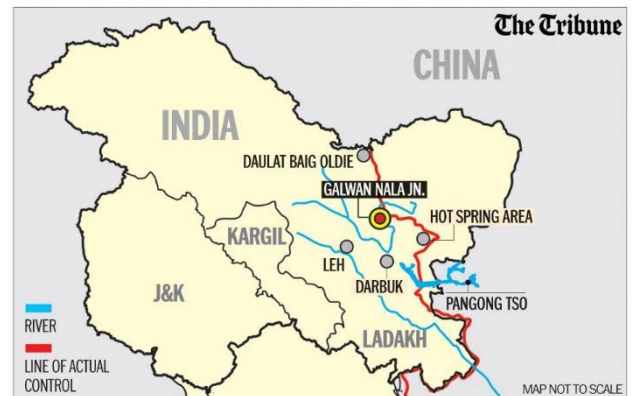 The Tribune
CHINA
INDIA
DAULAT BAIG OLDIE
GALWAN NALA JN.
HOT SPRING AREA
KARGIL
LEH
DARBUK
J&K
PANGONG TSO
RIVER
LADAKH
LINE OF ACTUAL
CONTROL
MAP NOT TO SCALE